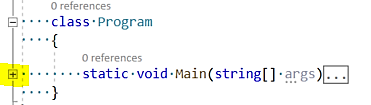 0 references
class Program
{
0 references
static void Main(string[] args)...
}